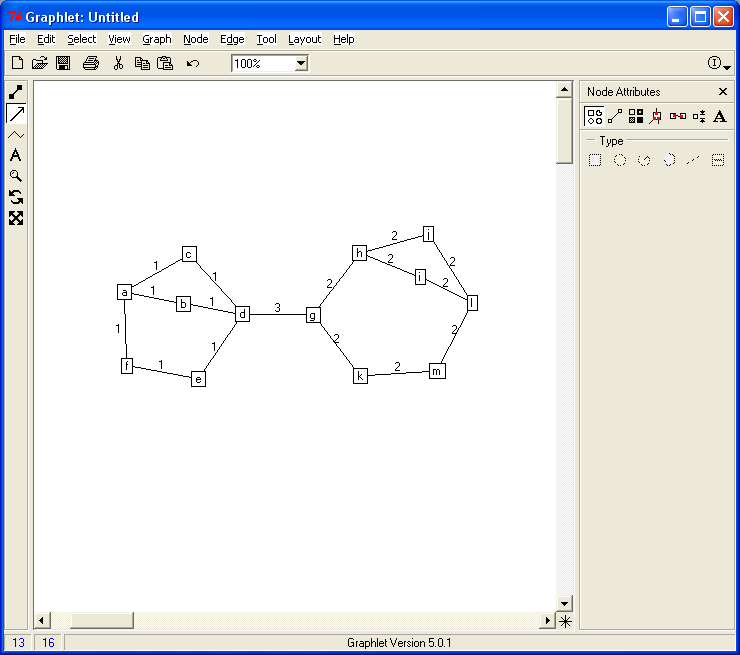 Graphlet: Untitled
File Edit Select View Graph Node Edge Tool Layout Help
100%
Node Attributes
A
A
Type
j
2
h
c
2
2
1
1
i
2
2
a
1
b
1
2
l
3
d
g
1
1
2
2
f
1
e
k
2
m
13 16 Graphlet Version 5.0.1